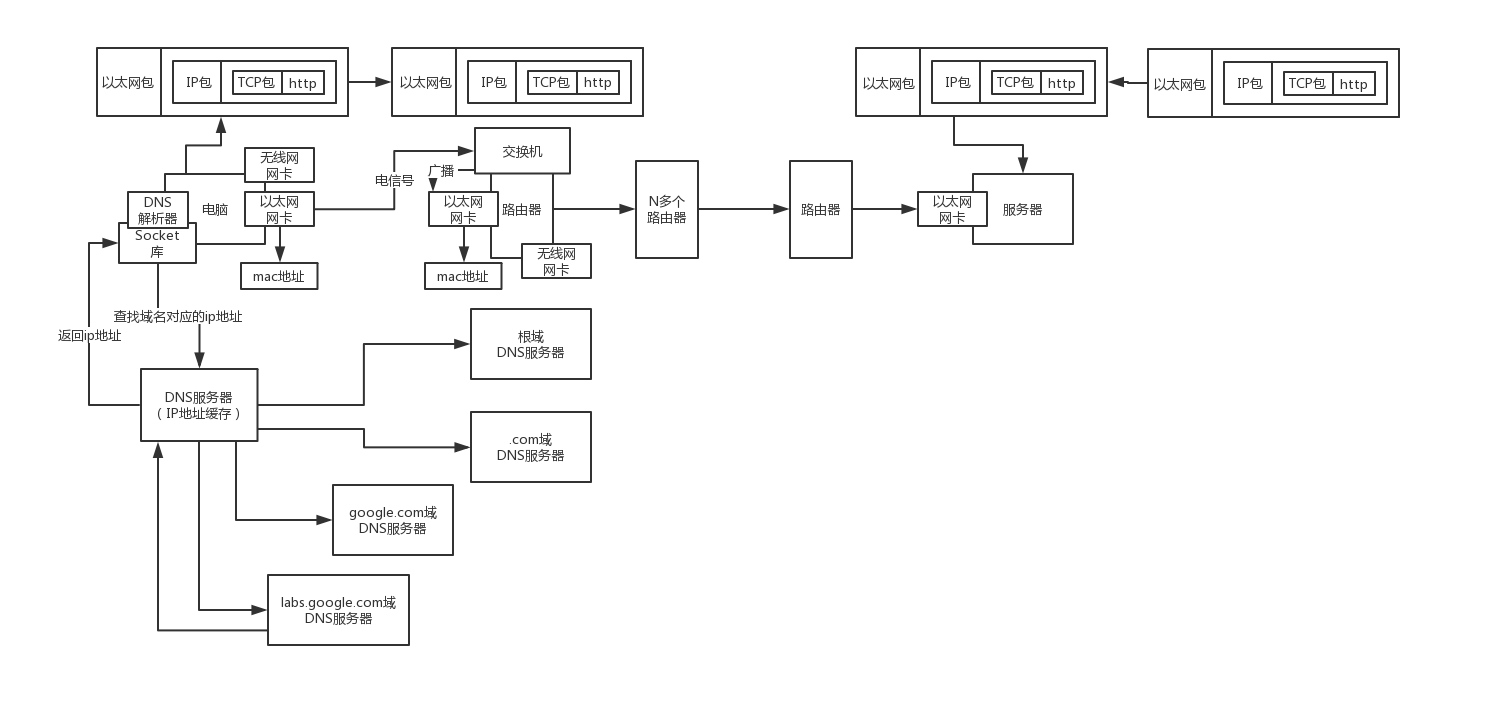 以太网包
IP包
TCP包
http
以太网包
IP包
TCP包
http
以太网包
IP包
TCP包
http
以太网包
IP包
TCP包
http
无线网
网卡
DNS
解析器
电脑
以太网
网卡
Socket
库
mac地址
电信号
交换机
广播
以太网
网卡
路由器
无线网
网卡
mac地址
N多个
路由器
路由器
以太网
网卡
服务器
查找域名对应的ip地址
返回ip地址
DNS服务器
（IP地址缓存）
根域
DNS服务器
.com域
DNS服务器
google.com域
DNS服务器
labs.google.com域
DNS服务器